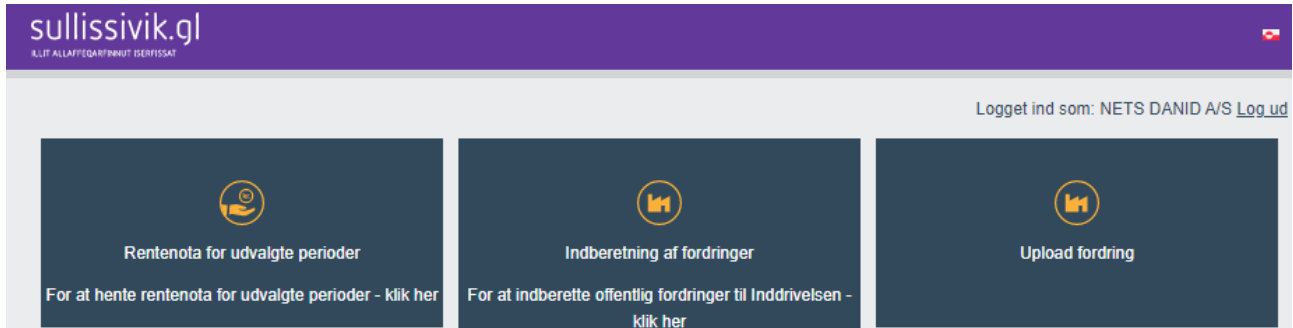 sullissivik.gl
ILLIT ALLAFFEQARFINNUT ISERFISSAT
Logget ind som: NETS DANID A/S Log ud
Rentenota for udvalgte perioder
For at hente rentenota for udvalgte perioder - klik her
Indberetning af fordringer
For at indberette offentlig fordringer til Inddrivelsen -
klik her
Upload fordring